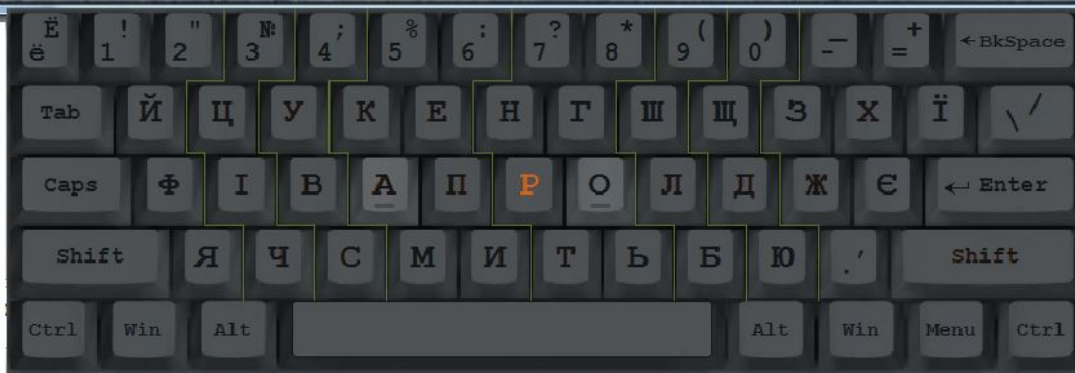 Ё ё ! 1 " 2 № 3 ; 4 % 5 : 6 ? 7 * 8 ( 9 ) 0 — - + = ←BkSpace
Tab Й Ц У К Е Н Г Ш Щ З Х Ї \ /
Caps Ф І В А П Р О Л Д Ж Є ↵ Enter
Shift Я Ч С М И Т Ь Б Ю . ’ Shift
Ctrl Win Alt Alt Win Menu Ctrl